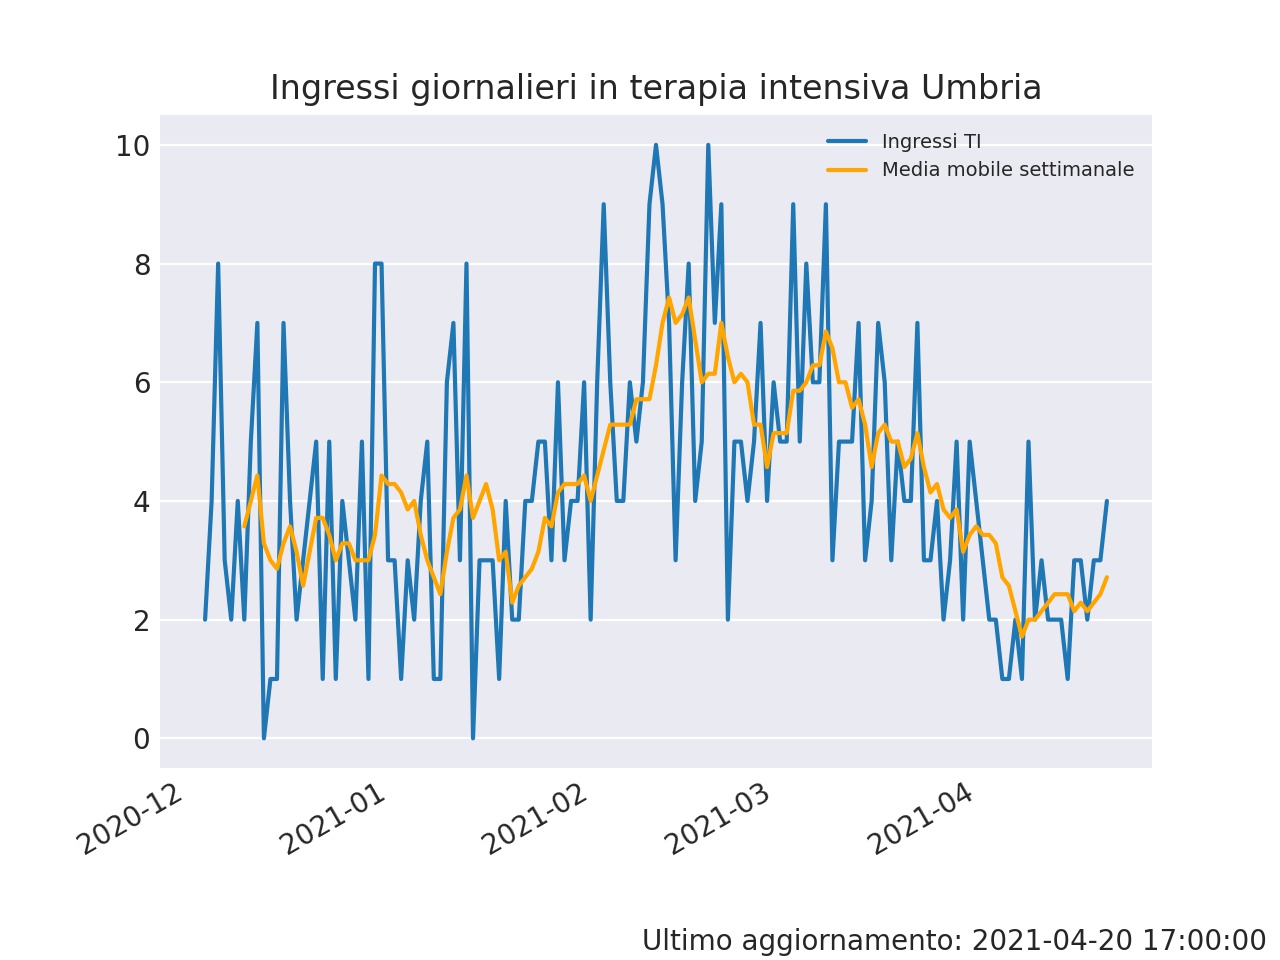 Ingressi giornalieri in terapia intensiva Umbria
Ingressi TI
Media mobile settimanale
10
8
6
4
2
0
2020-12
2021-01
2021-02
2021-03
2021-04
Ultimo aggiornamento: 2021-04-20 17:00:00